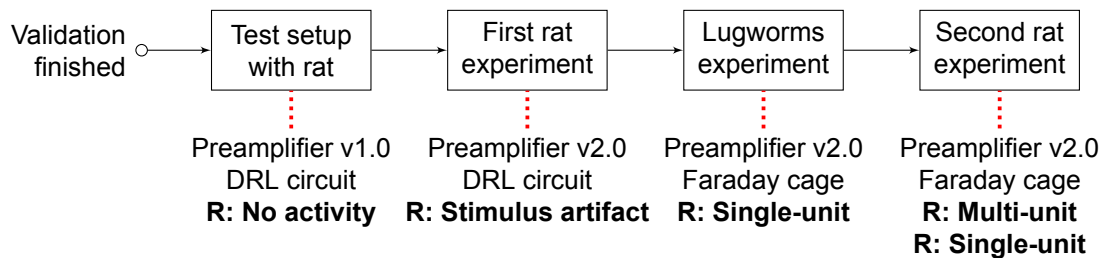 Validation
finished
Test setup
with rat
First rat
experiment
Lugworms
experiment
Second rat
experiment
Preamplifier v1.0
DRL circuit
R: No activity
Preamplifier v2.0
DRL circuit
R: Stimulus artifact
Preamplifier v2.0
Faraday cage
R: Single-unit
Preamplifier v2.0
Faraday cage
R: Multi-unit
R: Single-unit